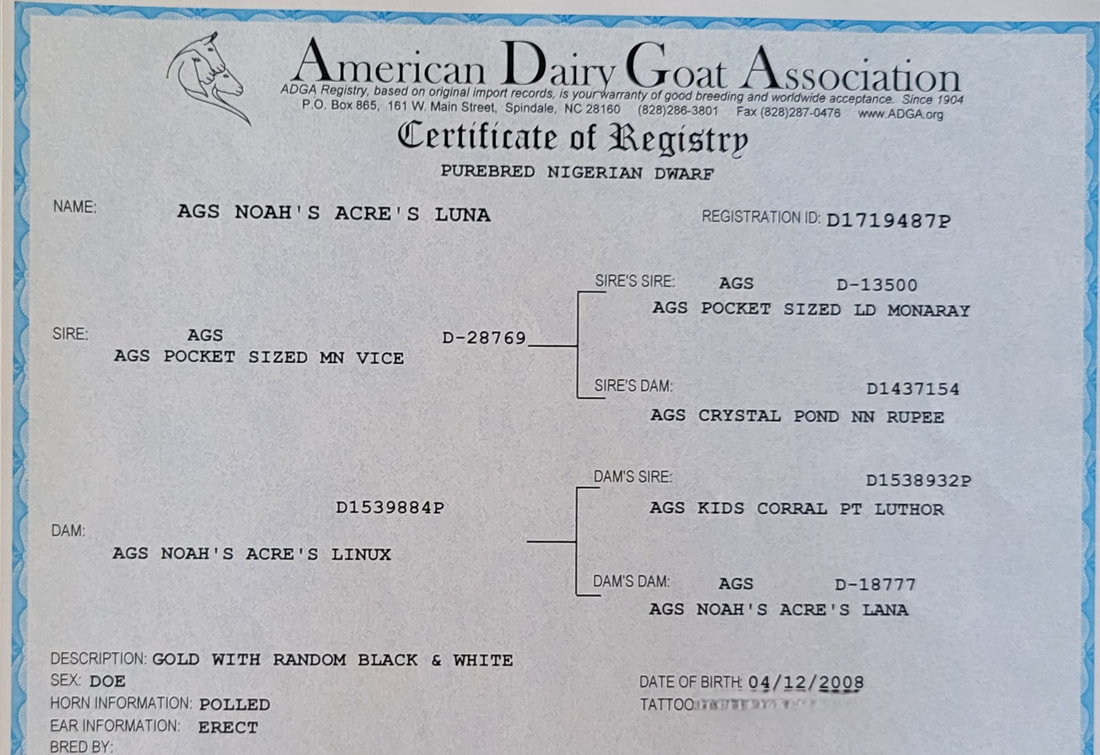 American Dairy Goat Association
ADGA Registry, based on original import records, is your warranty of good breeding and worldwide acceptance. Since 1904
P.O. Box 865, 161 W. Main Street, Spindale, NC 28160 (828)286-3801 Fax (828)287-0476 www.ADGA.org
Certificate of Registry
PUREBRED NIGERIAN DWARF
NAME: AGS NOAH'S ACRE'S LUNA REGISTRATION ID: D1719487P
SIRE'S SIRE: AGS D-13500
AGS POCKET SIZED LD MONARAY
SIRE: AGS D-28769
AGS POCKET SIZED MN VICE
SIRE'S DAM: D1437154
AGS CRYSTAL POND NN RUPEE
DAM'S SIRE: D1538932P
AGS KIDS CORRAL PT LUTHOR
D1539884P
DAM:
AGS NOAH'S ACRE'S LINUX
DAM'S DAM: AGS D-18777
AGS NOAH'S ACRE'S LANA
DESCRIPTION: GOLD WITH RANDOM BLACK & WHITE
SEX: DOE DATE OF BIRTH: 04/12/2008
HORN INFORMATION: POLLED TATTOO
EAR INFORMATION: ERECT
BRED BY: